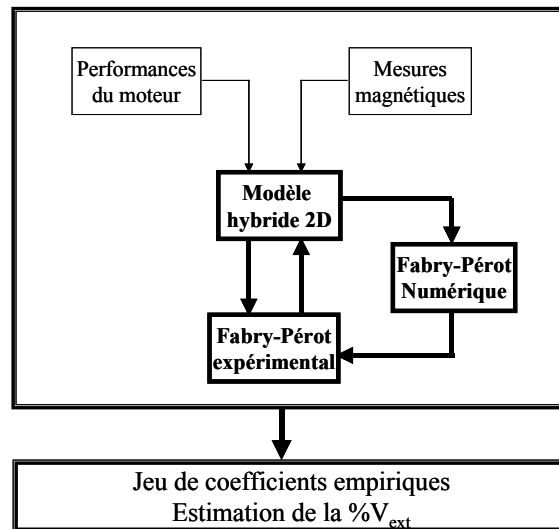 Performances
du moteur
Mesures
magnétiques
Modèle
hybride 2D
Fabry-Pérot
Numérique
Fabry-Pérot
expérimental
Jeu de coefficients empiriques
Estimation de la %Vext